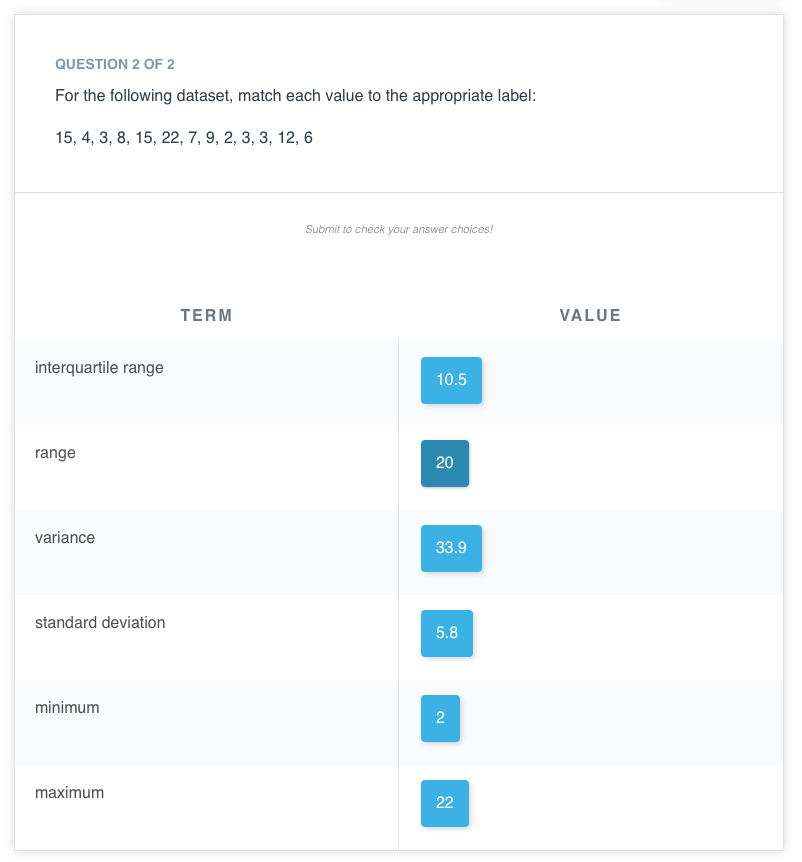 QUESTION 2 OF 2
For the following dataset, match each value to the appropriate label:
15, 4, 3, 8, 15, 22, 7, 9, 2, 3, 3, 12, 6
Submit to check your answer choices!
TERM VALUE
interquartile range 10.5
range 20
variance 33.9
standard deviation 5.8
minimum 2
maximum 22